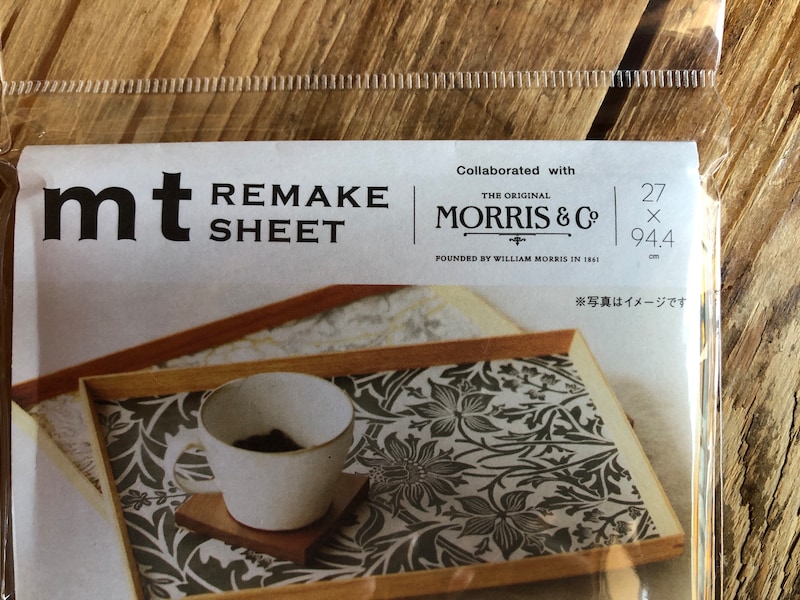 mt REMAKE SHEET
Collaborated with
THE ORIGINAL
MORRIS & Co.
FOUNDED BY WILLIAM MORRIS IN 1861
27
×
94.4
cm
※写真はイメージです